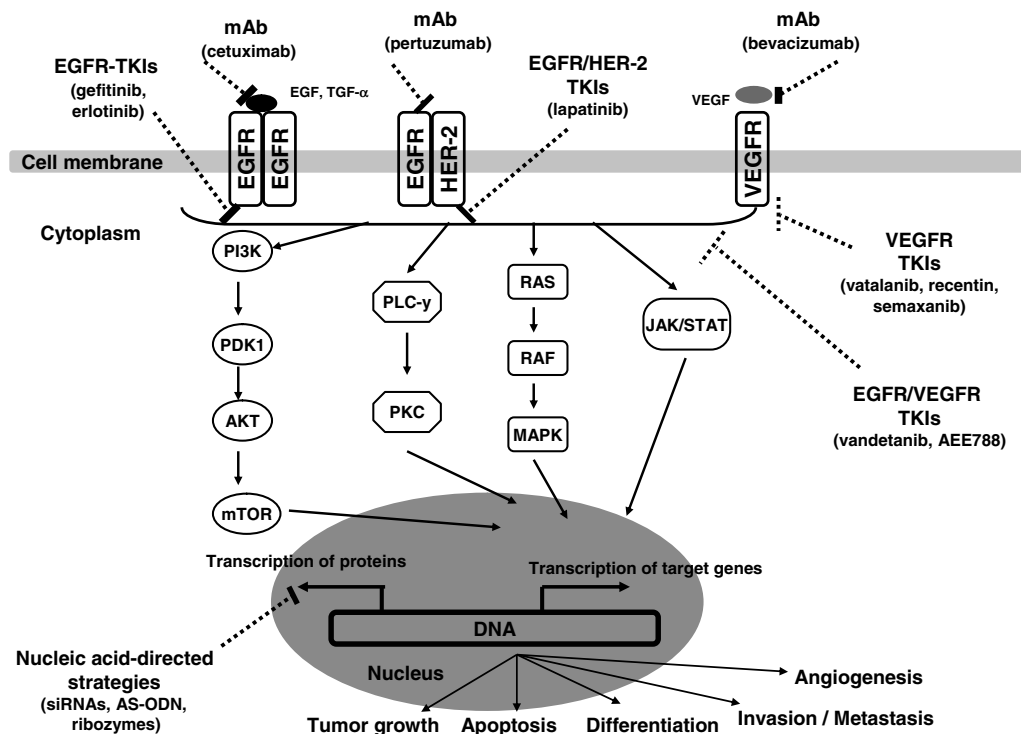 mAb
(cetuximab)
mAb
(pertuzumab)
mAb
(bevacizumab)
EGFR-TKIs
(gefitinib,
erlotinib)
EGFR/HER-2
TKIs
(lapatinib)
EGF, TGF-α
VEGF
EGFR
EGFR
EGFR
HER-2
VEGFR
Cell membrane
Cytoplasm
PI3K
PDK1
AKT
mTOR
PLC-y
PKC
RAS
RAF
MAPK
JAK/STAT
VEGFR
TKIs
(vatalanib, recentin,
semaxanib)
EGFR/VEGFR
TKIs
(vandetanib, AEE788)
Transcription of proteins
Transcription of target genes
DNA
Nucleus
Nucleic acid-directed
strategies
(siRNAs, AS-ODN,
ribozymes)
Tumor growth
Apoptosis
Differentiation
Invasion / Metastasis
Angiogenesis